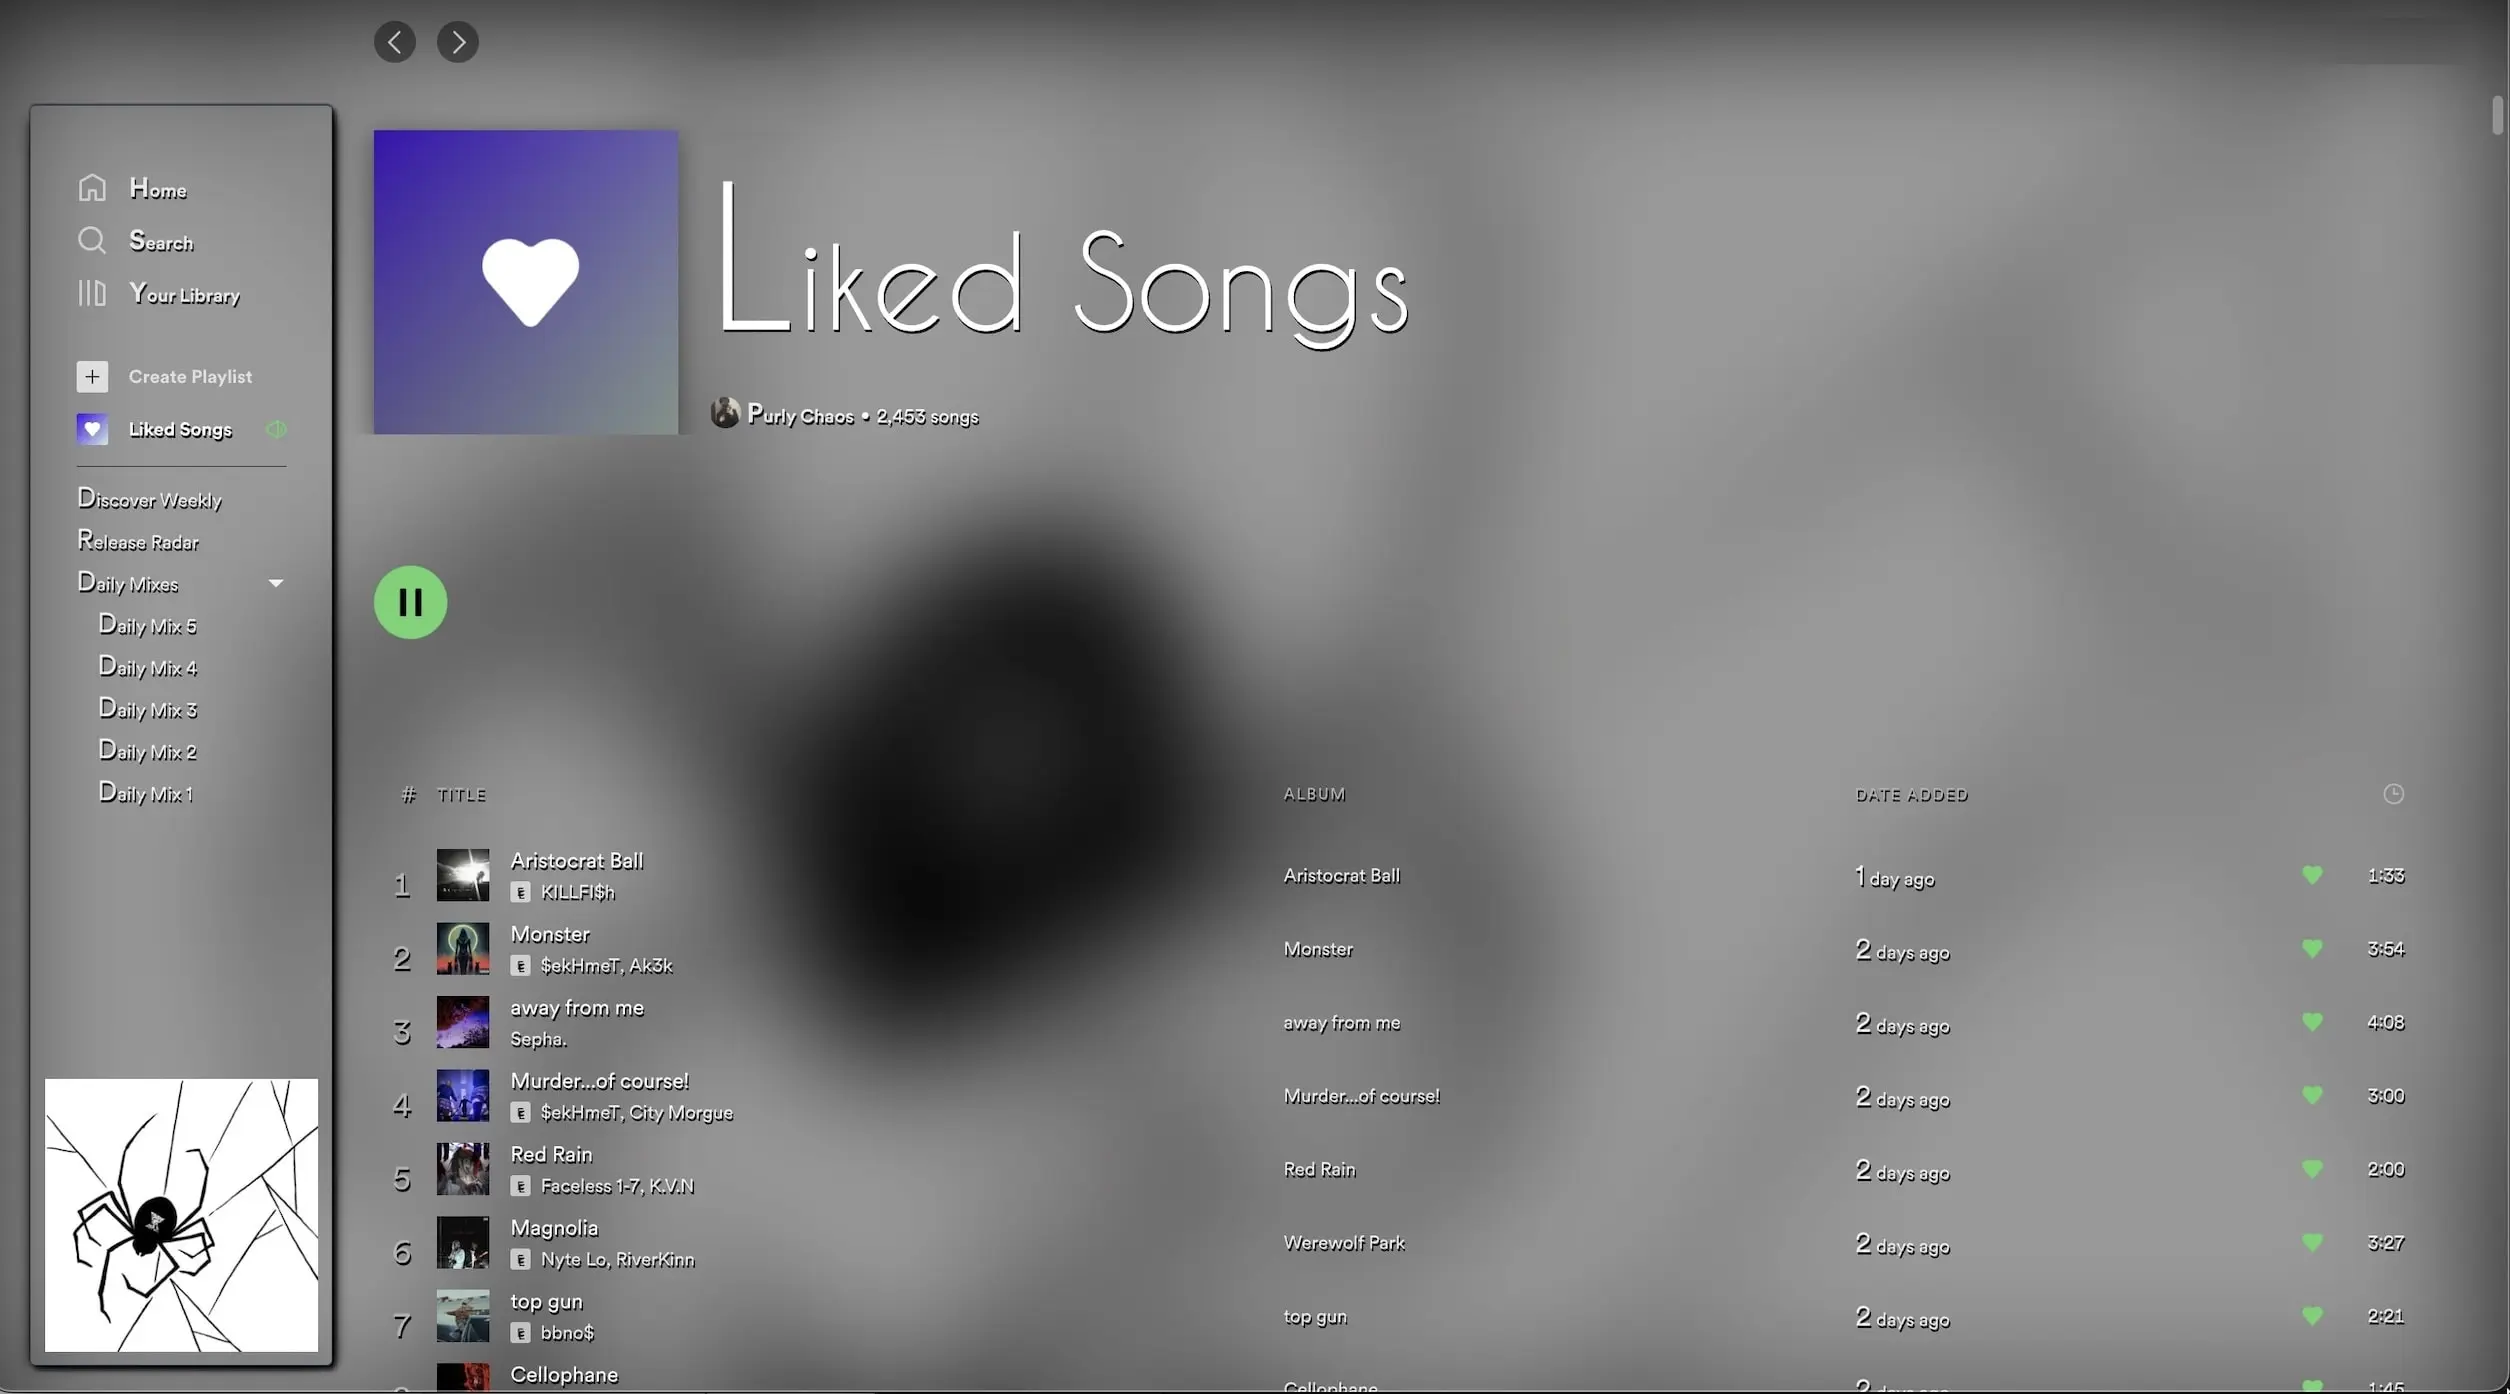 Home
Search
Your Library
Create Playlist
Liked Songs
Discover Weekly
Release Radar
Daily Mixes
Daily Mix 5
Daily Mix 4
Daily Mix 3
Daily Mix 2
Daily Mix 1
Liked Songs
Purly Chaos • 2,453 songs
# TITLE ALBUM DATE ADDED
1 Aristocrat Ball Aristocrat Ball 1 day ago 1:33
E KILLFI$h
2 Monster Monster 2 days ago 3:54
E $ekHmeT, Ak3k
3 away from me away from me 2 days ago 4:08
Sepha.
4 Murder...of course! Murder...of course! 2 days ago 3:00
E $ekHmeT, City Morgue
5 Red Rain Red Rain 2 days ago 2:00
E Faceless 1-7, K.V.N
6 Magnolia Werewolf Park 2 days ago 3:27
E Nyte Lo, RiverKinn
7 top gun top gun 2 days ago 2:21
E bbno$
Cellophane Cellophane 2 days ago 1:45